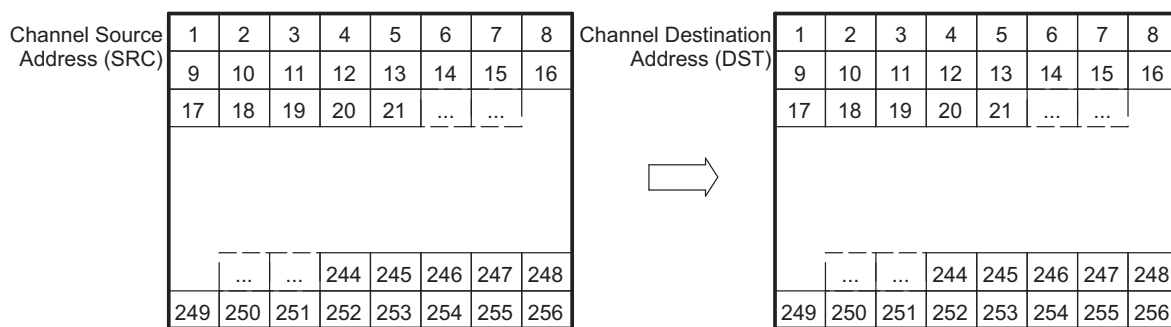 Channel Source
Address (SRC)
1 2 3 4 5 6 7 8
9 10 11 12 13 14 15 16
17 18 19 20 21 ... ...
... ... 244 245 246 247 248
249 250 251 252 253 254 255 256
Channel Destination
Address (DST)
1 2 3 4 5 6 7 8
9 10 11 12 13 14 15 16
17 18 19 20 21 ... ...
... ... 244 245 246 247 248
249 250 251 252 253 254 255 256